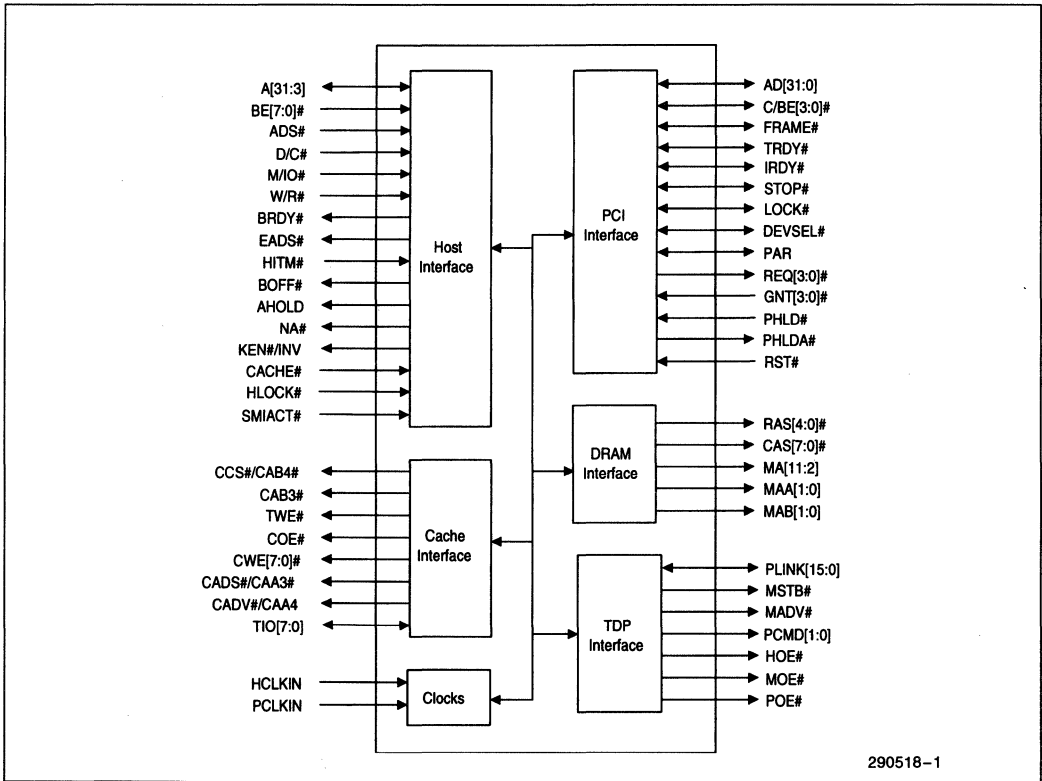 A[31:3]
BE[7:0]#
ADS#
D/C#
M/IO#
W/R#
BRDY#
EADS#
HITM#
BOFF#
AHOLD
NA#
KEN#/INV
CACHE#
HLOCK#
SMIACT#
Host
Interface
CCS#/CAB4#
CAB3#
TWE#
COE#
CWE[7:0]#
CADS#/CAA3#
CADV#/CAA4
TIO[7:0]
Cache
Interface
HCLKIN
PCLKIN
Clocks
PCI
Interface
AD[31:0]
C/BE[3:0]#
FRAME#
TRDY#
IRDY#
STOP#
LOCK#
DEVSEL#
PAR
REQ[3:0]#
GNT[3:0]#
PHLD#
PHLDA#
RST#
DRAM
Interface
RAS[4:0]#
CAS[7:0]#
MA[11:2]
MAA[1:0]
MAB[1:0]
TDP
Interface
PLINK[15:0]
MSTB#
MADV#
PCMD[1:0]
HOE#
MOE#
POE#
290518-1